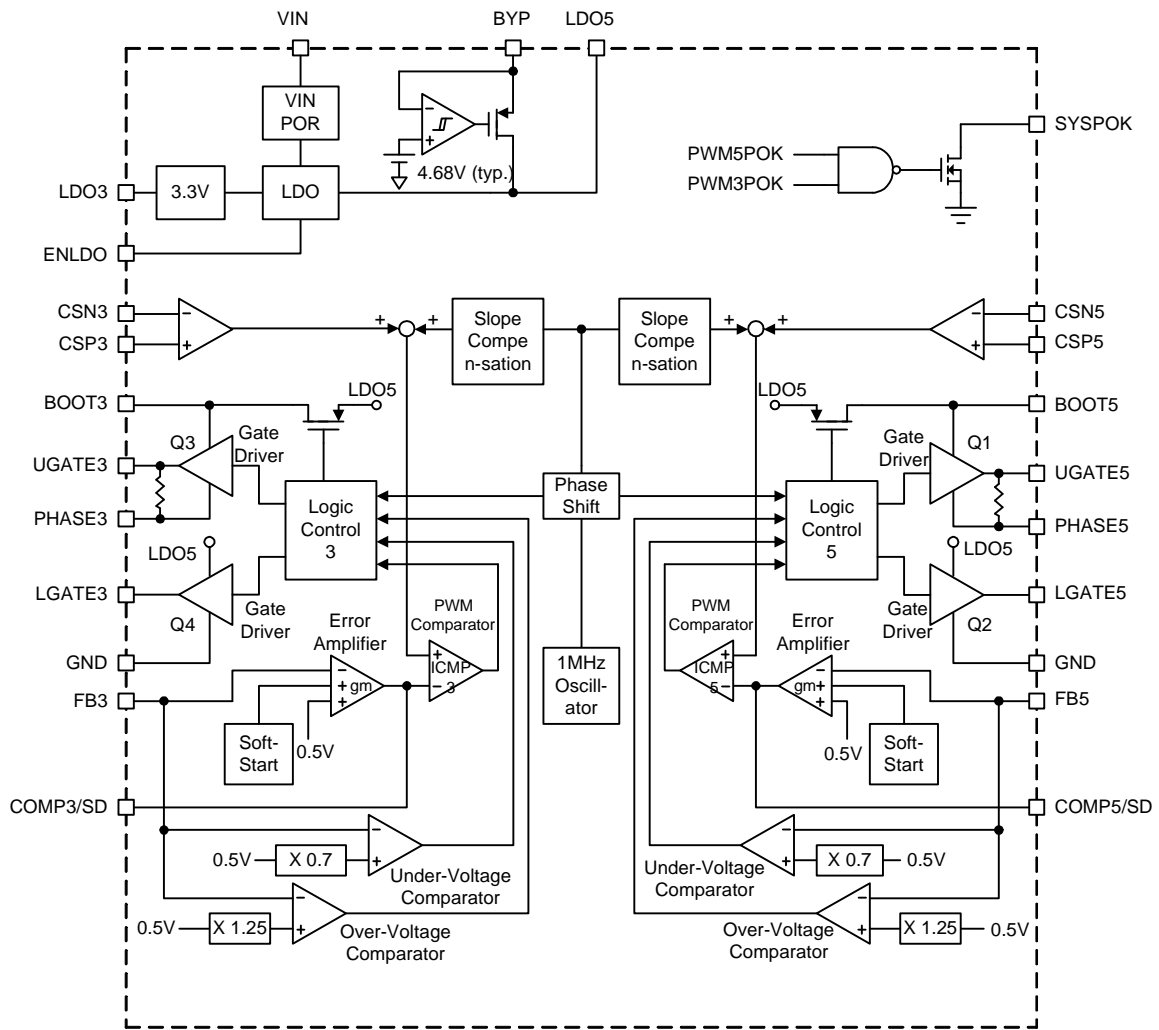 VIN
BYP
LDO5
VIN
POR
SYSPOK
PWM5POK
PWM3POK
4.68V (typ.)
LDO3
3.3V
LDO
ENLDO
CSN3
CSP3
Slope
Compe
n-sation
Slope
Compe
n-sation
CSN5
CSP5
BOOT3
LDO5
LDO5
BOOT5
Q3
Gate
Driver
Gate
Driver
Q1
UGATE3
UGATE5
Logic
Control
3
Phase
Shift
Logic
Control
5
PHASE3
PHASE5
LDO5
LDO5
LGATE3
LGATE5
Q4
Gate
Driver
Gate
Driver
Q2
Error
Amplifier
PWM
Comparator
PWM
Comparator
Error
Amplifier
GND
GND
ICMP
3
1MHz
Oscill-
ator
ICMP
5
gm
gm
FB3
FB5
Soft-
Start
0.5V
0.5V
Soft-
Start
COMP3/SD
COMP5/SD
0.5V
X 0.7
Under-Voltage
Comparator
Under-Voltage
Comparator
X 0.7
0.5V
0.5V
X 1.25
Over-Voltage
Comparator
Over-Voltage
Comparator
X 1.25
0.5V